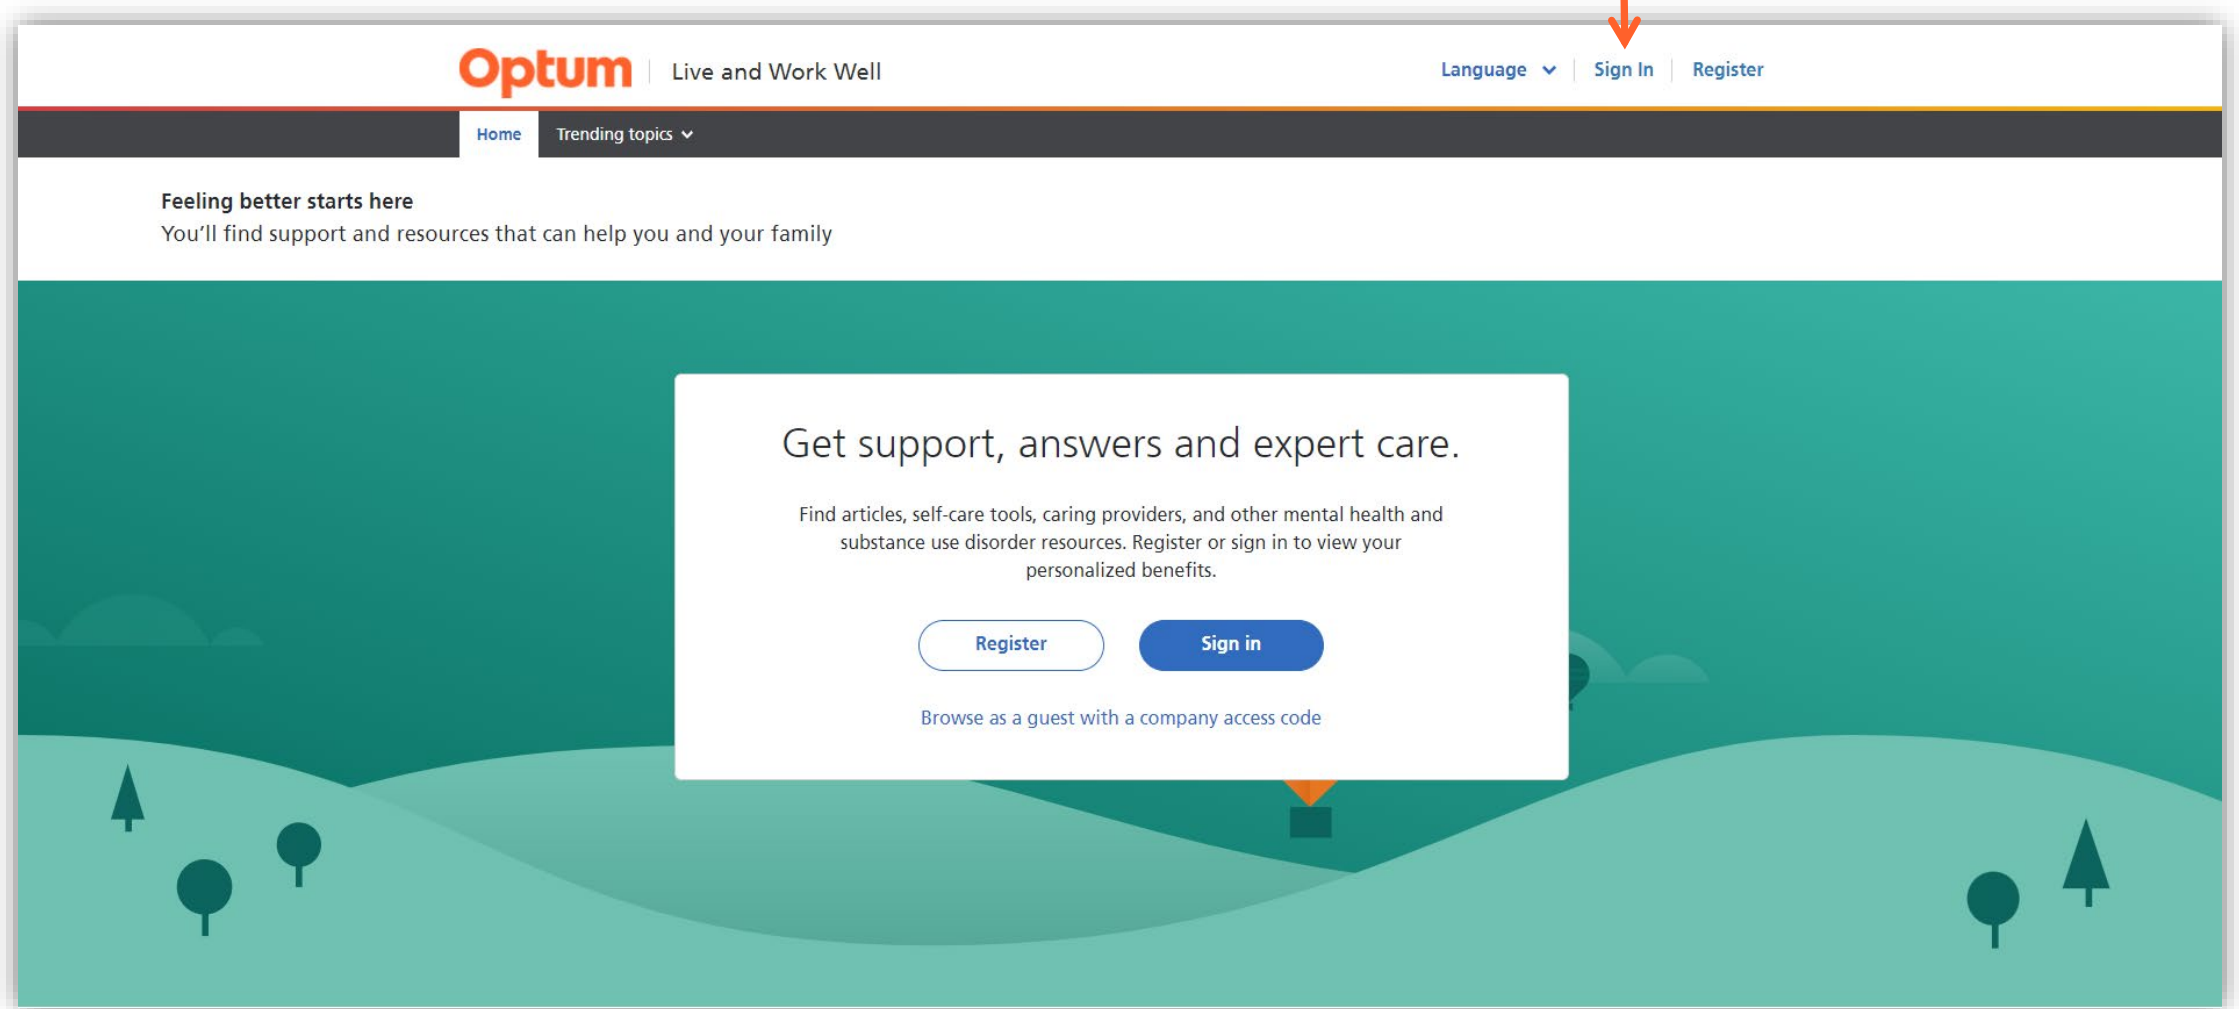 Optum
Live and Work Well
Language
Sign In
Register
Home
Trending topics
Feeling better starts here
You’ll find support and resources that can help you and your family
Get support, answers and expert care.
Find articles, self-care tools, caring providers, and other mental health and
substance use disorder resources. Register or sign in to view your
personalized benefits.
Register
Sign in
Browse as a guest with a company access code